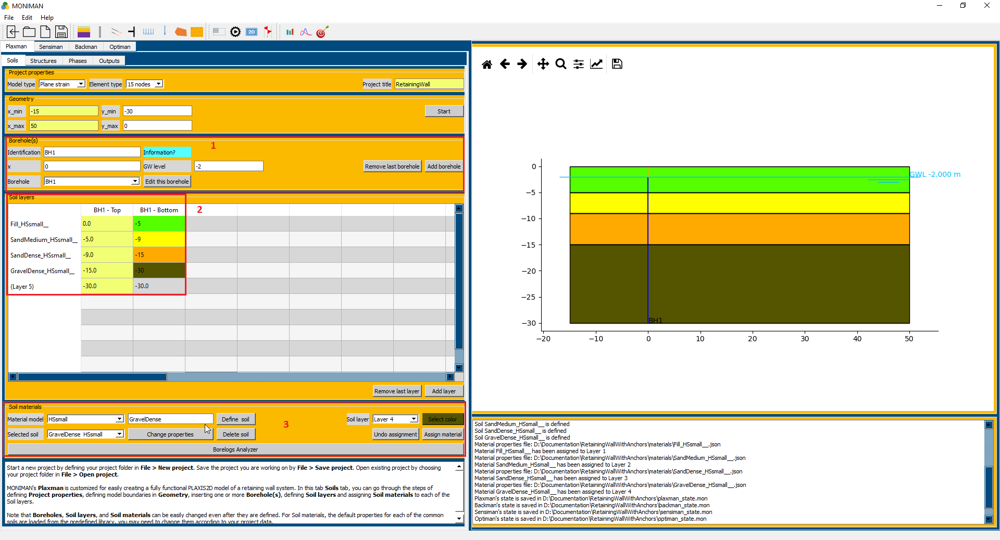 MONIMAN
File Edit Help
2D
Plaxman Sensiman Backman Optiman
Soils Structures Phases Outputs
Project properties
Model type Plane strain Element type 15 nodes Project title RetainingWall
Geometry
x_min -15 y_min -30 Start
x_max 50 y_max 0
Borehole(s)
1
Identification BH1 Information?
x 0 GW level -2 Remove last borehole Add borehole
Borehole BH1 Edit this borehole
Soil layers
2
BH1 - Top BH1 - Bottom
Fill_HSsmall__ 0.0 -5
SandMedium_HSsmall__ -5.0 -9
SandDense_HSsmall__ -9.0 -15
GravelDense_HSsmall__ -15.0 -30
(Layer 5) -30.0 -30.0
Remove last layer Add layer
Soil materials
Material model HSsmall GravelDense Define soil 3 Soil layer Layer 4 Select color
Selected soil GravelDense HSsmall Change properties Delete soil Undo assignment Assign material
Borelogs Analyzer
Start a new project by defining your project folder in File > New project. Save the project you are working on by File > Save project. Open existing project by choosing
your project folder in File > Open project.
MONIMAN's Plaxman is customized for easily creating a fully functional PLAXIS2D model of a retaining wall system. In this tab Soils tab, you can go through the steps of
defining Project properties, defining model boundaries in Geometry, inserting one or more Borehole(s), defining Soil layers and assigning Soil materials to each of the
Soil layers.
Note that Boreholes, Soil layers, and Soil materials can be easily changed even after they are defined. For Soil materials, the default properties for each of the common
soils are loaded from the predefined library, you may need to change them according to your project data.
GWL -2.000 m
0
−5
−10
−15
−20
−25
−30
BH1
−20 −10 0 10 20 30 40 50
Soil SandMedium_HSsmall__ is defined
Soil SandDense_HSsmall__ is defined
Soil GravelDense_HSsmall__ is defined
Material properties file: D:\Documentation\RetainingWallWithAnchors\materials\Fill_HSsmall__.json
Material Fill_HSsmall__ has been assigned to Layer 1
Material properties file: D:\Documentation\RetainingWallWithAnchors\materials\SandMedium_HSsmall__.json
Material SandMedium_HSsmall__ has been assigned to Layer 2
Material properties file: D:\Documentation\RetainingWallWithAnchors\materials\SandDense_HSsmall__.json
Material SandDense_HSsmall__ has been assigned to Layer 3
Material properties file: D:\Documentation\RetainingWallWithAnchors\materials\GravelDense_HSsmall__.json
Material GravelDense_HSsmall__ has been assigned to Layer 4
Plaxman's state is saved in D:\Documentation\RetainingWallWithAnchors\plaxman_state.mon
Backman's state is saved in D:\Documentation\RetainingWallWithAnchors\backman_state.mon
Sensiman's state is saved in D:\Documentation\RetainingWallWithAnchors\sensiman_state.mon
Optiman's state is saved in D:\Documentation\RetainingWallWithAnchors\optiman_state.mon